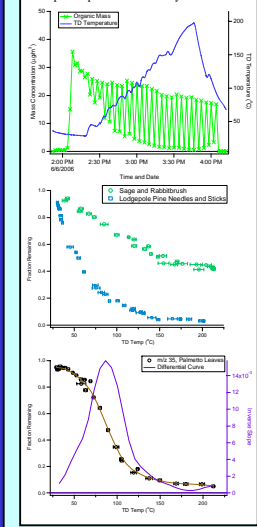 Organic Mass
TD Temperature
Mass Concentration (µg/m³)
50
40
30
20
10
0
200
150
100
50
0
TD Temperature (°C)
2:00 PM 2:30 PM 3:00 PM 3:30 PM 4:00 PM
6/6/2006
Time and Date
Sage and Rabbitbrush
Lodgepole Pine Needles and Sticks
Fraction Remaining
1.0
0.8
0.6
0.4
0.2
0.0
50 100 150 200
TD Temp (°C)
m/z 35, Palmetto Leaves
Differential Curve
Fraction Remaining
1.0
0.8
0.6
0.4
0.2
0.0
14x10⁻³
12
10
8
6
4
2
0
Inverse Slope
50 100 150 200
TD Temp (°C)